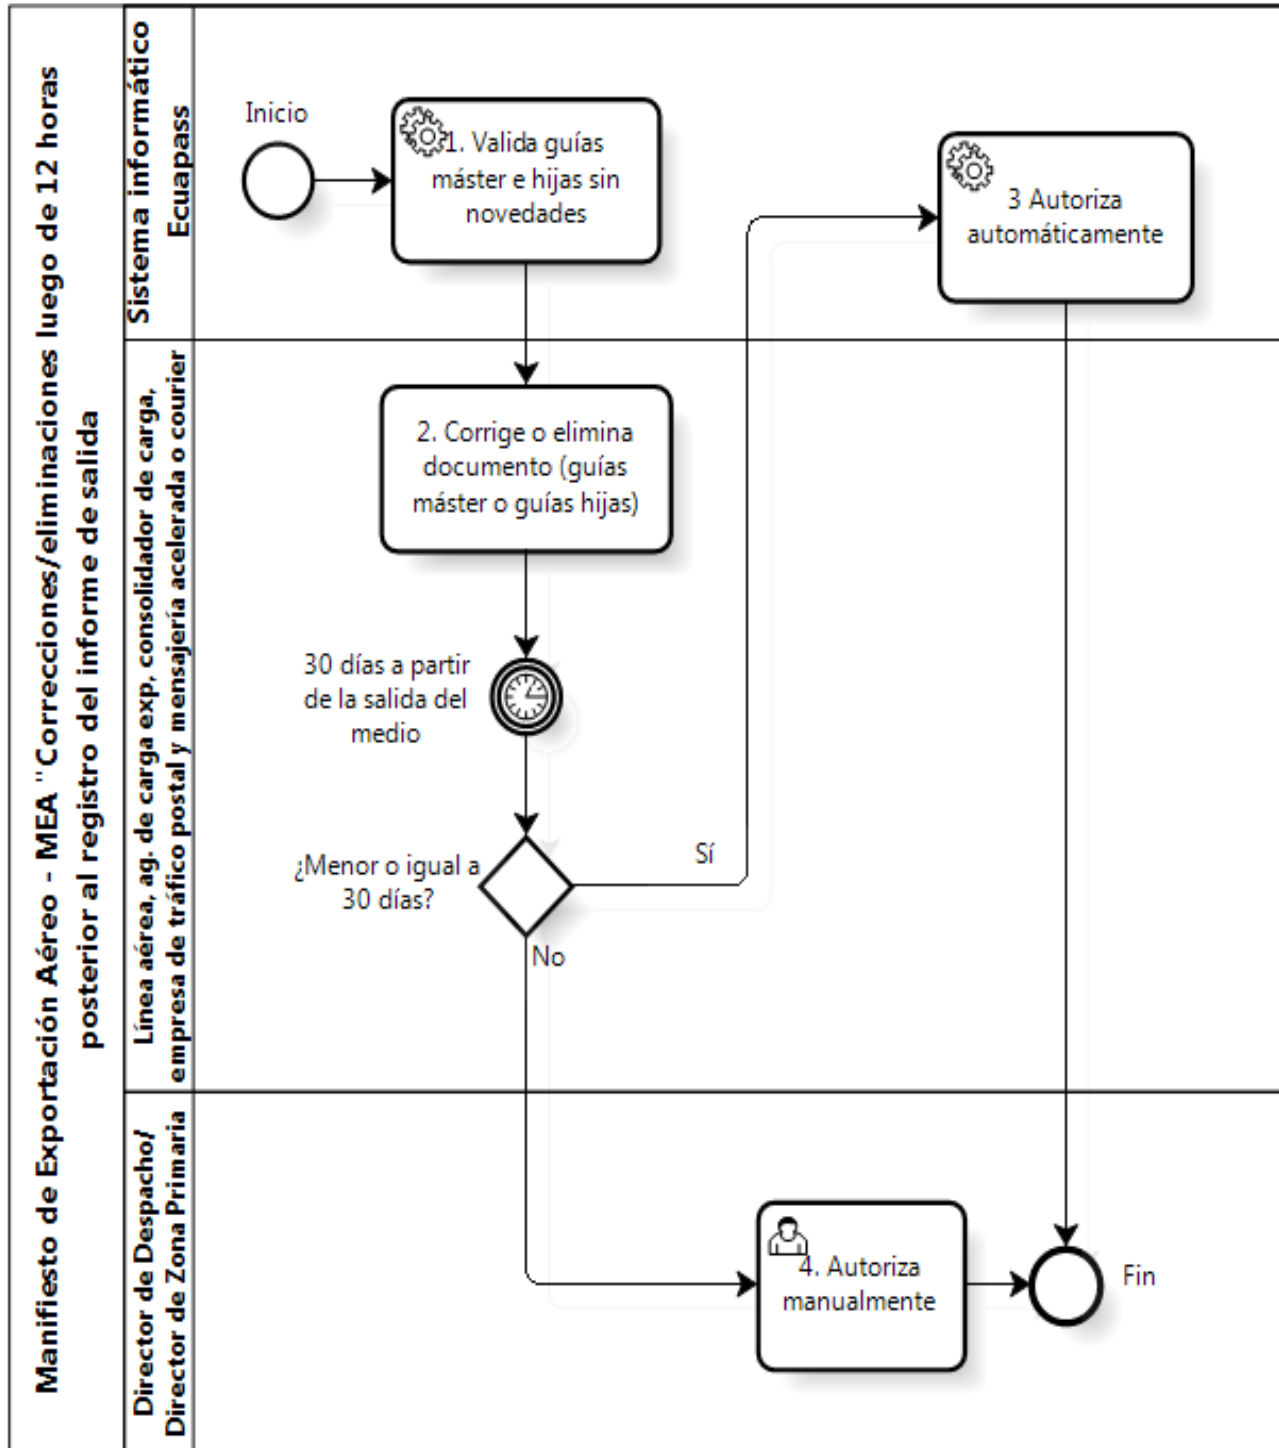 Manifiesto de Exportación Aéreo - MEA "Correcciones/eliminaciones luego de 12 horas
posterior al registro del informe de salida
Sistema informático
Ecuapass
Inicio
1. Valida guías
máster e hijas sin
novedades
3 Autoriza
automáticamente
Línea aérea, ag. de carga exp, consolidador de carga,
empresa de tráfico postal y mensajería acelerada o courier
2. Corrige o elimina
documento (guías
máster o guías hijas)
30 días a partir
de la salida del
medio
¿Menor o igual a
30 días?
Sí
No
Director de Despacho/
Director de Zona Primaria
4. Autoriza
manualmente
Fin